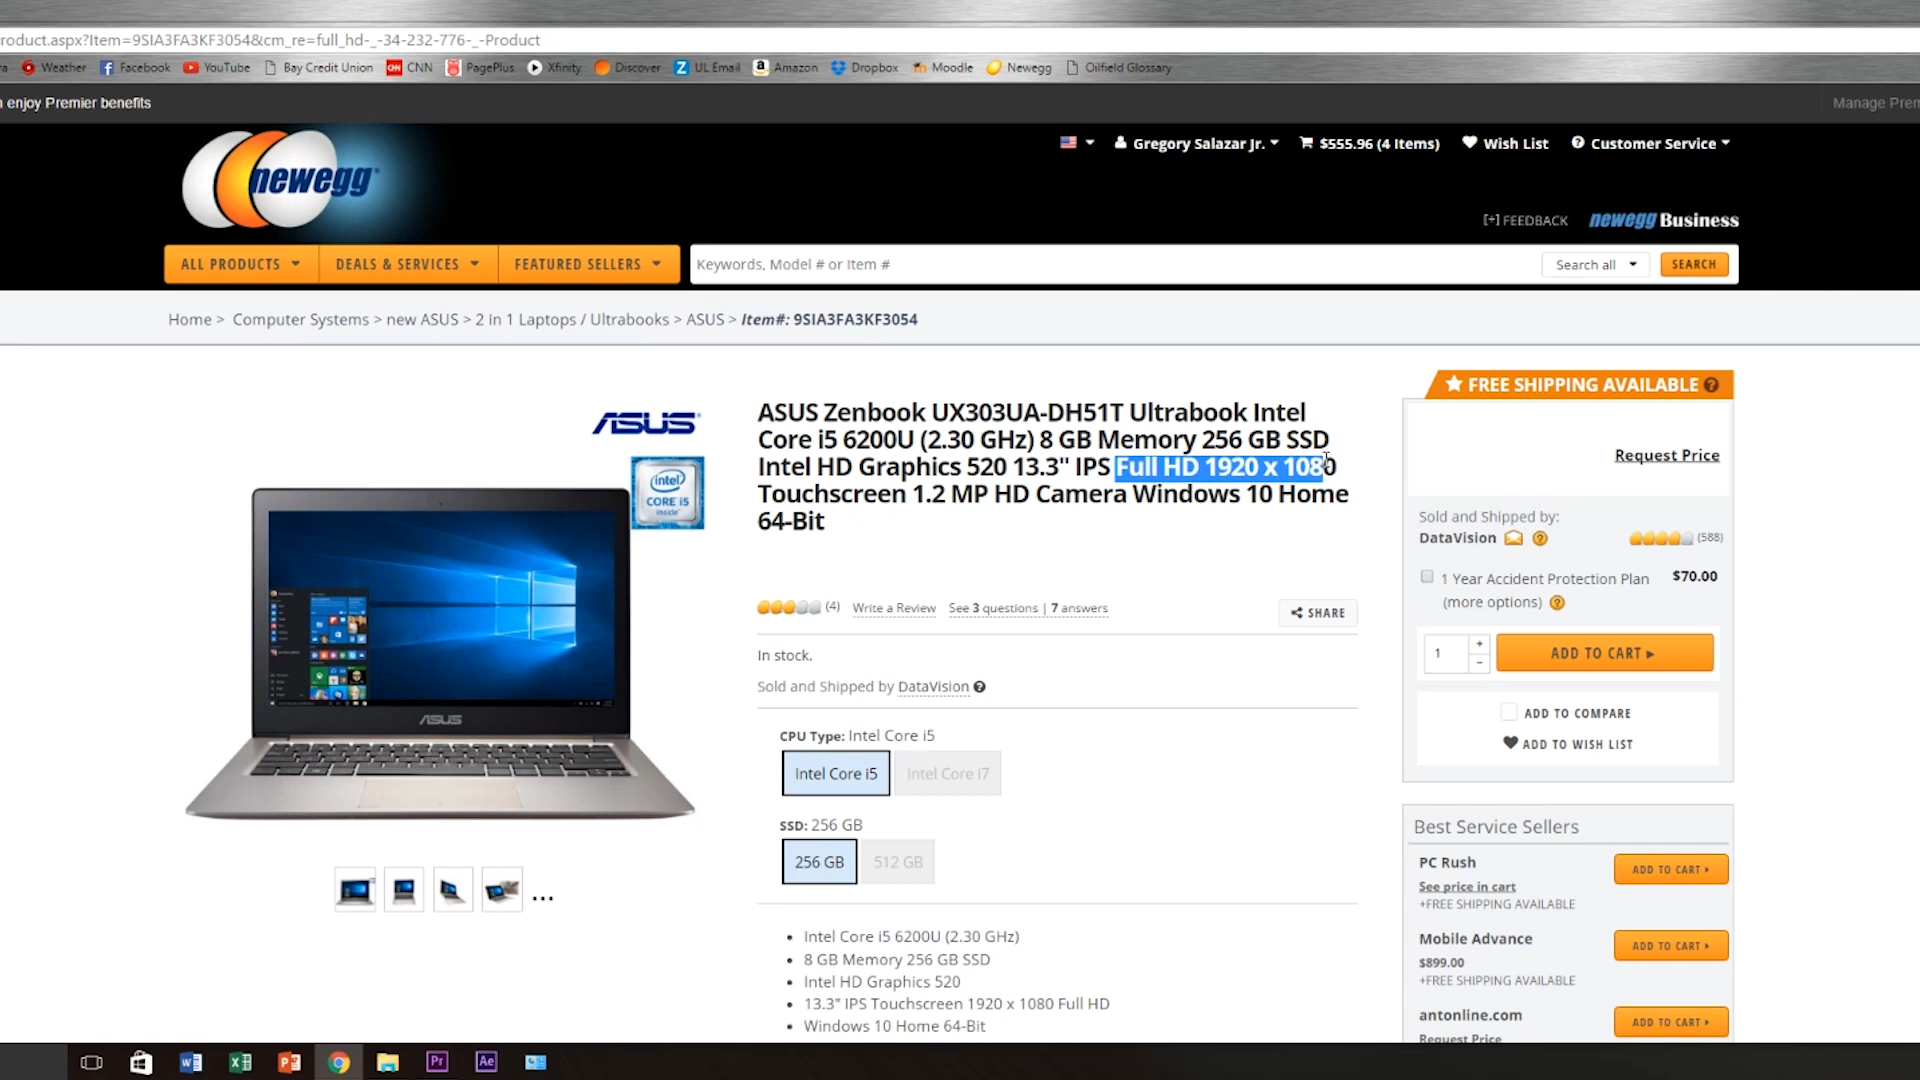 roduct.aspx?Item=9SIA3FA3KF3054&cm_re=full_hd-_-34-232-776-_-Product
Weather Facebook YouTube Bay Credit Union CNN PagePlus Xfinity Discover UL Email Amazon Dropbox Moodle Newegg Oilfield Glossary
enjoy Premier benefits
Manage Prem
newegg
Gregory Salazar Jr. $555.96 (4 Items) Wish List Customer Service
[+] FEEDBACK newegg Business
ALL PRODUCTS DEALS & SERVICES FEATURED SELLERS Keywords, Model # or Item # Search all SEARCH
Home > Computer Systems > new ASUS > 2 in 1 Laptops / Ultrabooks > ASUS > Item#: 9SIA3FA3KF3054
ASUS
intel
CORE i5
inside
ASUS
ASUS Zenbook UX303UA-DH51T Ultrabook Intel
Core i5 6200U (2.30 GHz) 8 GB Memory 256 GB SSD
Intel HD Graphics 520 13.3" IPS Full HD 1920 x 1080
Touchscreen 1.2 MP HD Camera Windows 10 Home
64-Bit
(4) Write a Review See 3 questions | 7 answers SHARE
In stock.
Sold and Shipped by DataVision
CPU Type: Intel Core i5
Intel Core i5 Intel Core i7
SSD: 256 GB
256 GB 512 GB
...
• Intel Core i5 6200U (2.30 GHz)
• 8 GB Memory 256 GB SSD
• Intel HD Graphics 520
• 13.3" IPS Touchscreen 1920 x 1080 Full HD
• Windows 10 Home 64-Bit
FREE SHIPPING AVAILABLE
Request Price
Sold and Shipped by:
DataVision (588)
1 Year Accident Protection Plan $70.00
(more options)
1 + - ADD TO CART
ADD TO COMPARE
ADD TO WISH LIST
Best Service Sellers
PC Rush ADD TO CART
See price in cart
+FREE SHIPPING AVAILABLE
Mobile Advance ADD TO CART
$899.00
+FREE SHIPPING AVAILABLE
antonline.com ADD TO CART
Request Price
Pr Ae